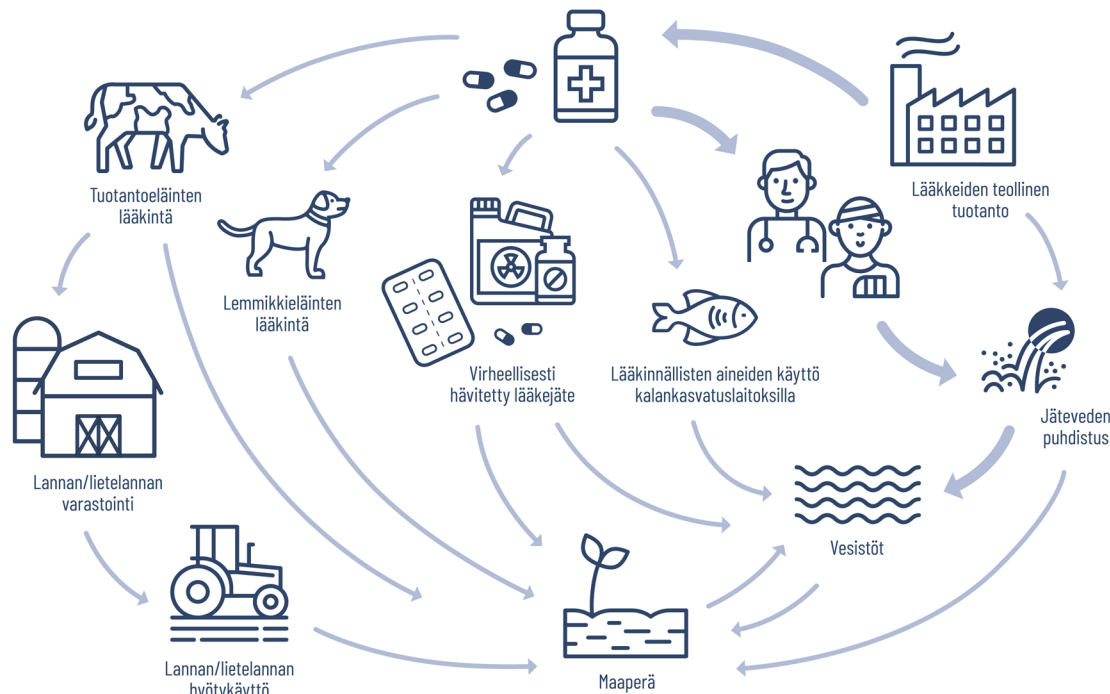 Lääkkeiden teollinen
tuotanto
Tuotantoeläinten
lääkintä
Lemmikkieläinten
lääkintä
Virheellisesti
hävitetty lääkejäte
Lääkinnällisten aineiden käyttö
kalankasvatuslaitoksilla
Jäteveden
puhdistus
Lannan/lietelannan
varastointi
Vesistöt
Lannan/lietelannan
hyötykäyttö
Maaperä